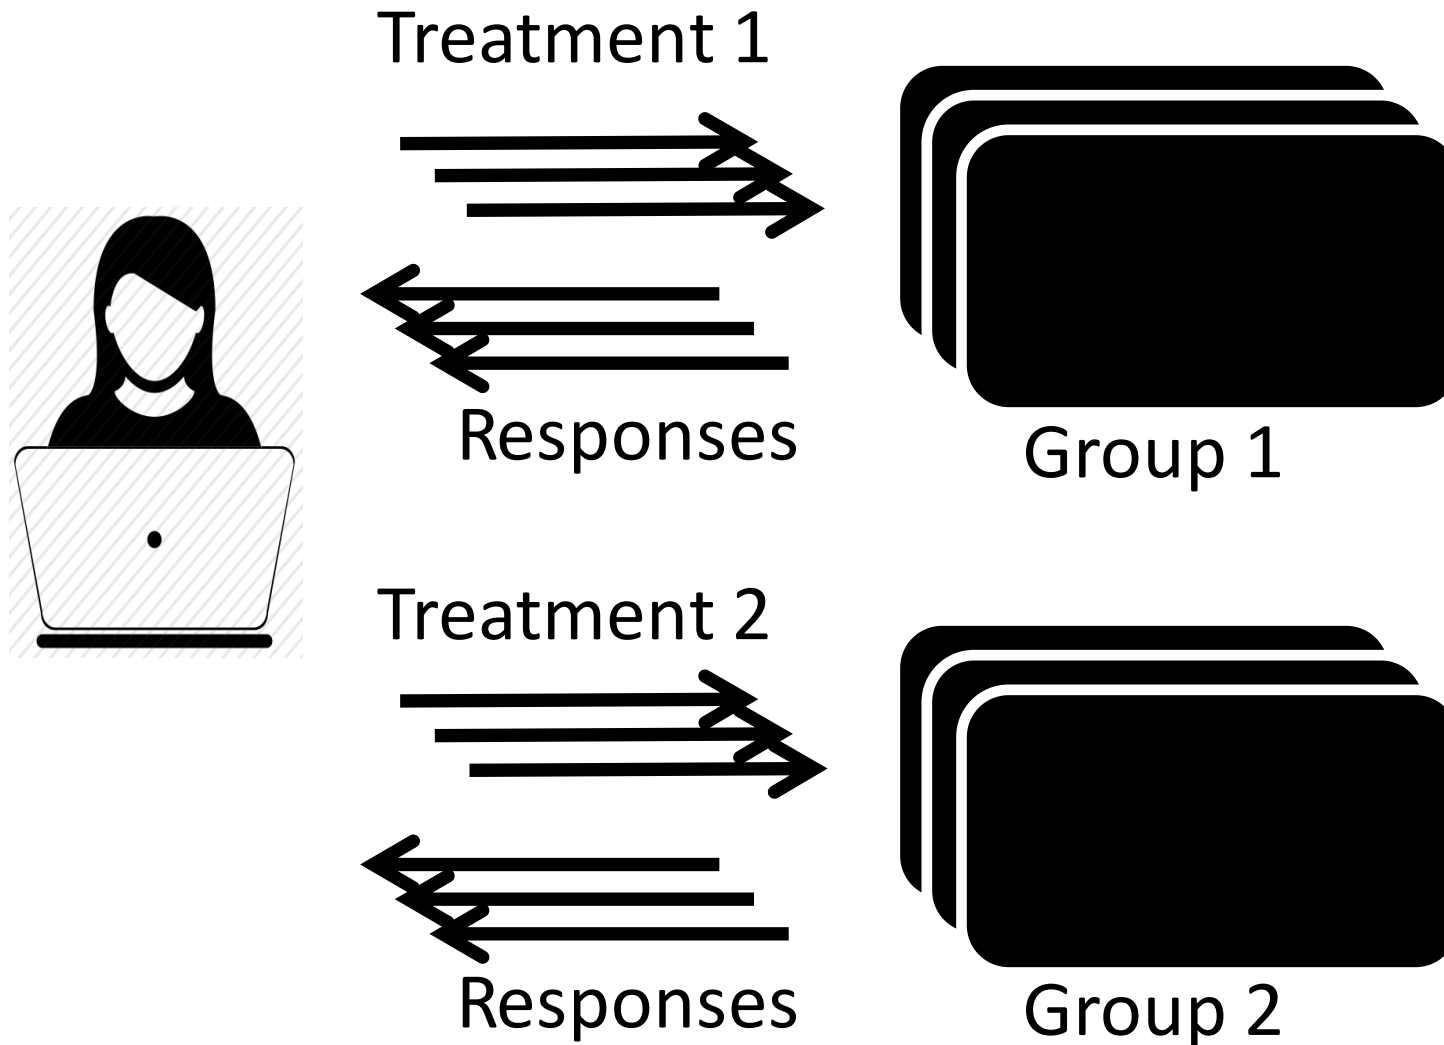 Treatment 1
Responses
Group 1
Treatment 2
Responses
Group 2